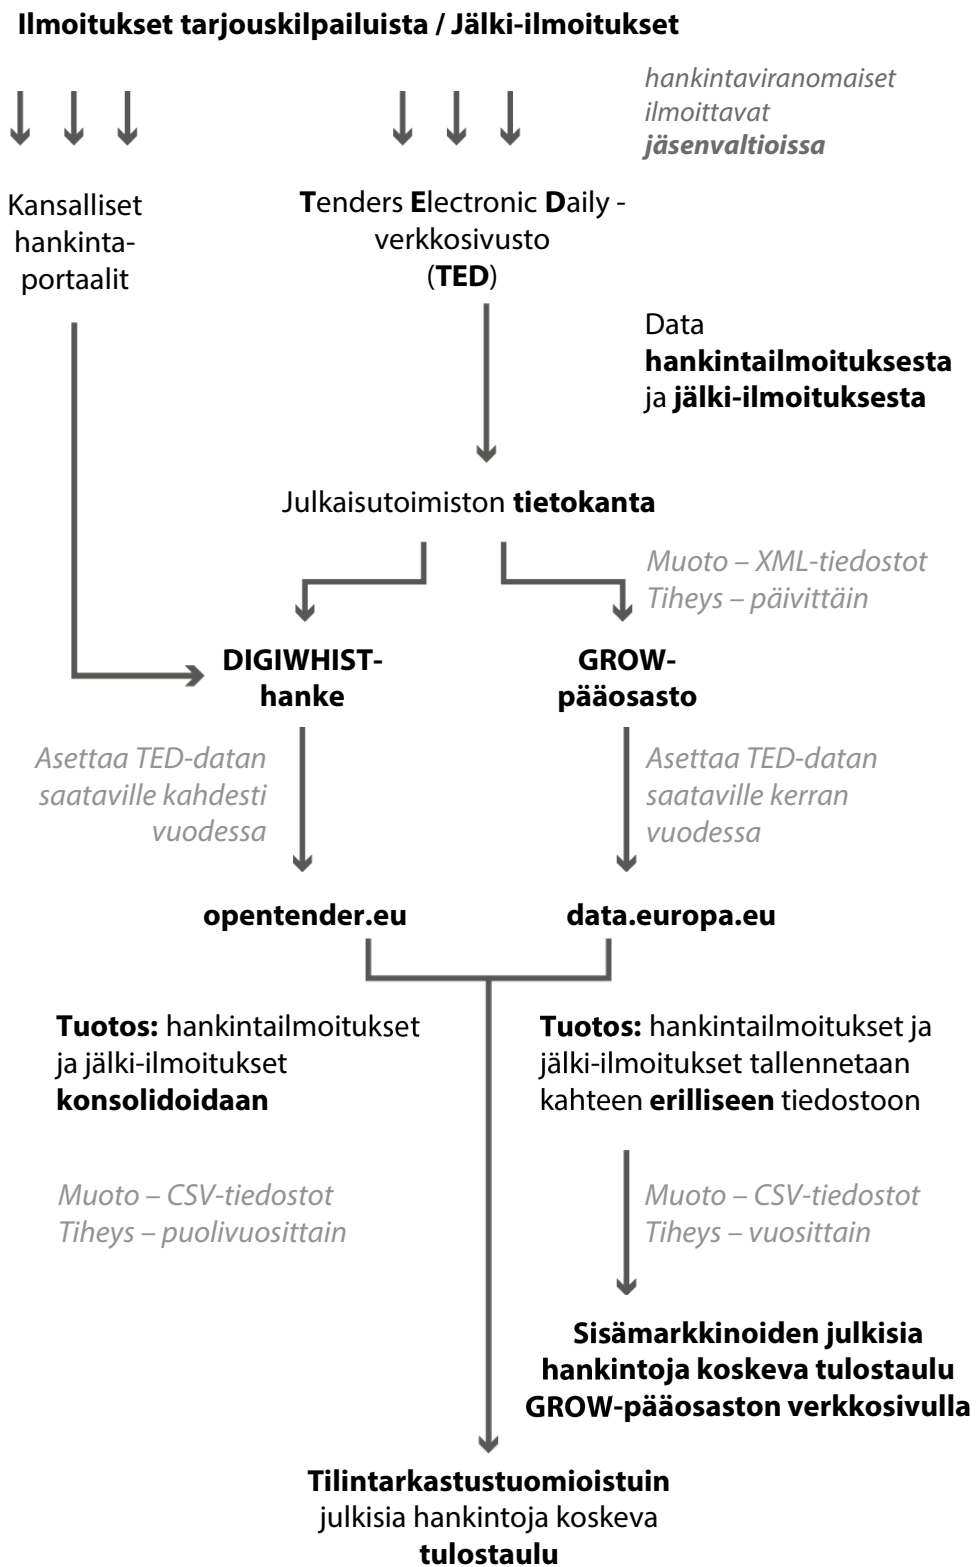 Ilmoitukset tarjouskilpailuista / Jälki-ilmoitukset
hankintaviranomaiset
ilmoittavat
jäsenvaltioissa
Kansalliset
hankinta-
portaalit
Tenders Electronic Daily -
verkkosivusto
(TED)
Data
hankintailmoituksesta
ja jälki-ilmoituksesta
Julkaisutoimiston tietokanta
Muoto – XML-tiedostot
Tiheys – päivittäin
DIGIWHIST-
hanke
GROW-
pääosasto
Asettaa TED-datan
saataville kahdesti
vuodessa
Asettaa TED-datan
saataville kerran
vuodessa
opentender.eu
data.europa.eu
Tuotos: hankintailmoitukset
ja jälki-ilmoitukset
konsolidoidaan
Tuotos: hankintailmoitukset ja
jälki-ilmoitukset tallennetaan
kahteen erilliseen tiedostoon
Muoto – CSV-tiedostot
Tiheys – puolivuosittain
Muoto – CSV-tiedostot
Tiheys – vuosittain
Sisämarkkinoiden julkisia
hankintoja koskeva tulostaulu
GROW-pääosaston verkkosivulla
Tilintarkastustuomioistuin
julkisia hankintoja koskeva
tulostaulu